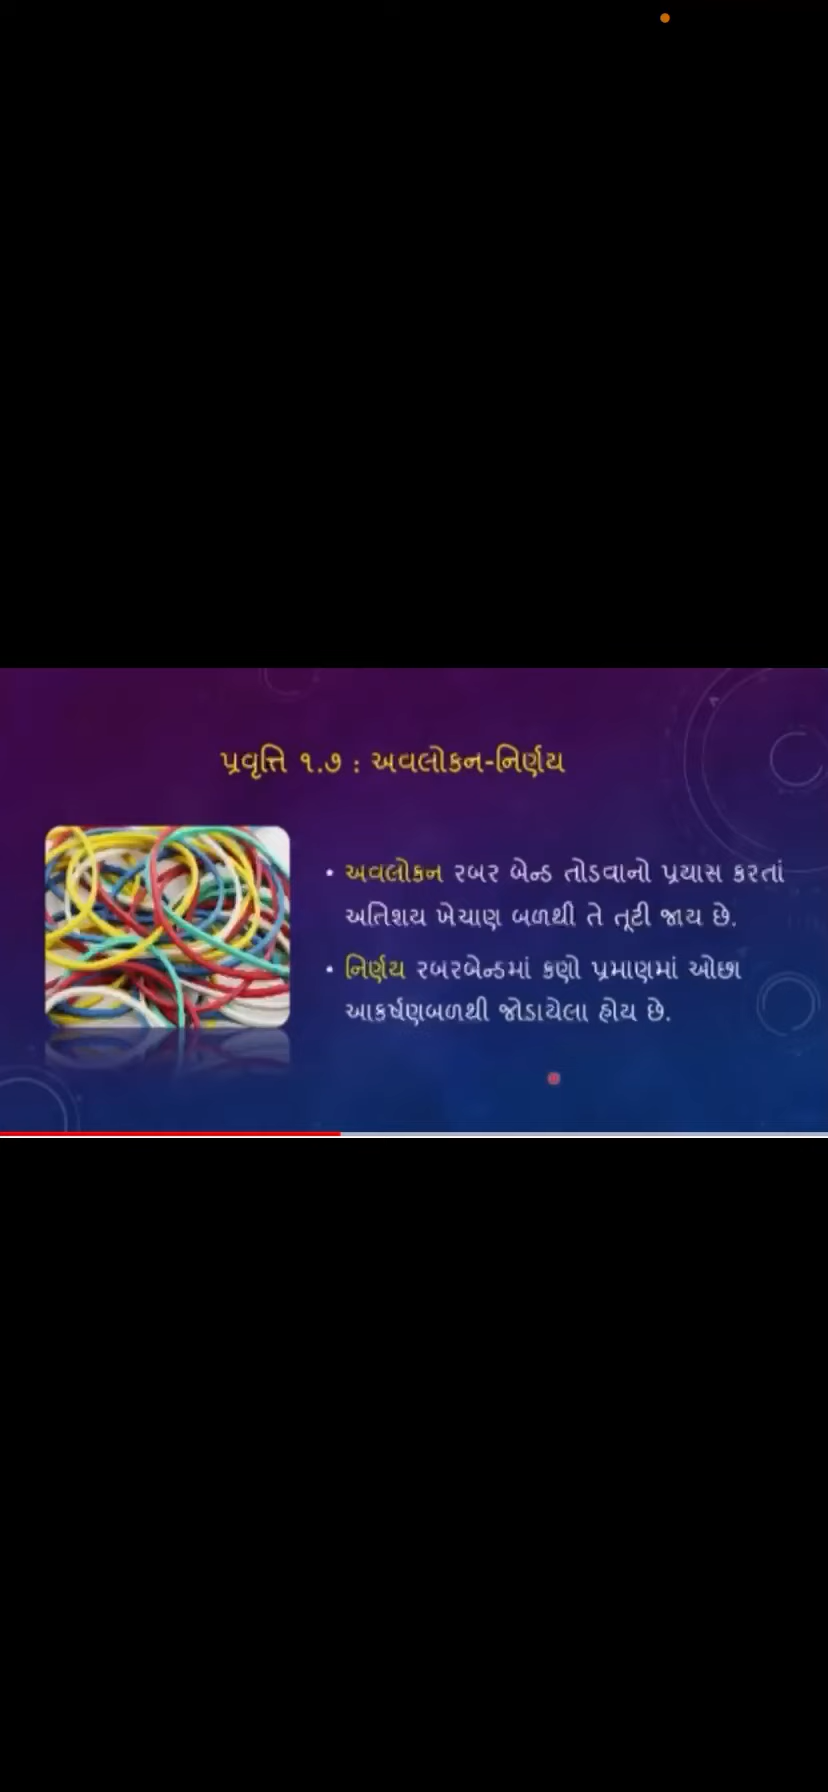 પ્રવૃત્તિ ૧.૭ : અવલોકન-નિર્ણય
• અવલોકન રબર બેન્ડ તોડવાનો પ્રયાસ કરતાં
અતિશય ખેચાણ બળથી તે તૂટી જાય છે.
• નિર્ણય રબરબેન્ડમાં કણો પ્રમાણમાં ઓછા
આકર્ષણબળથી જોડાયેલા હોય છે.